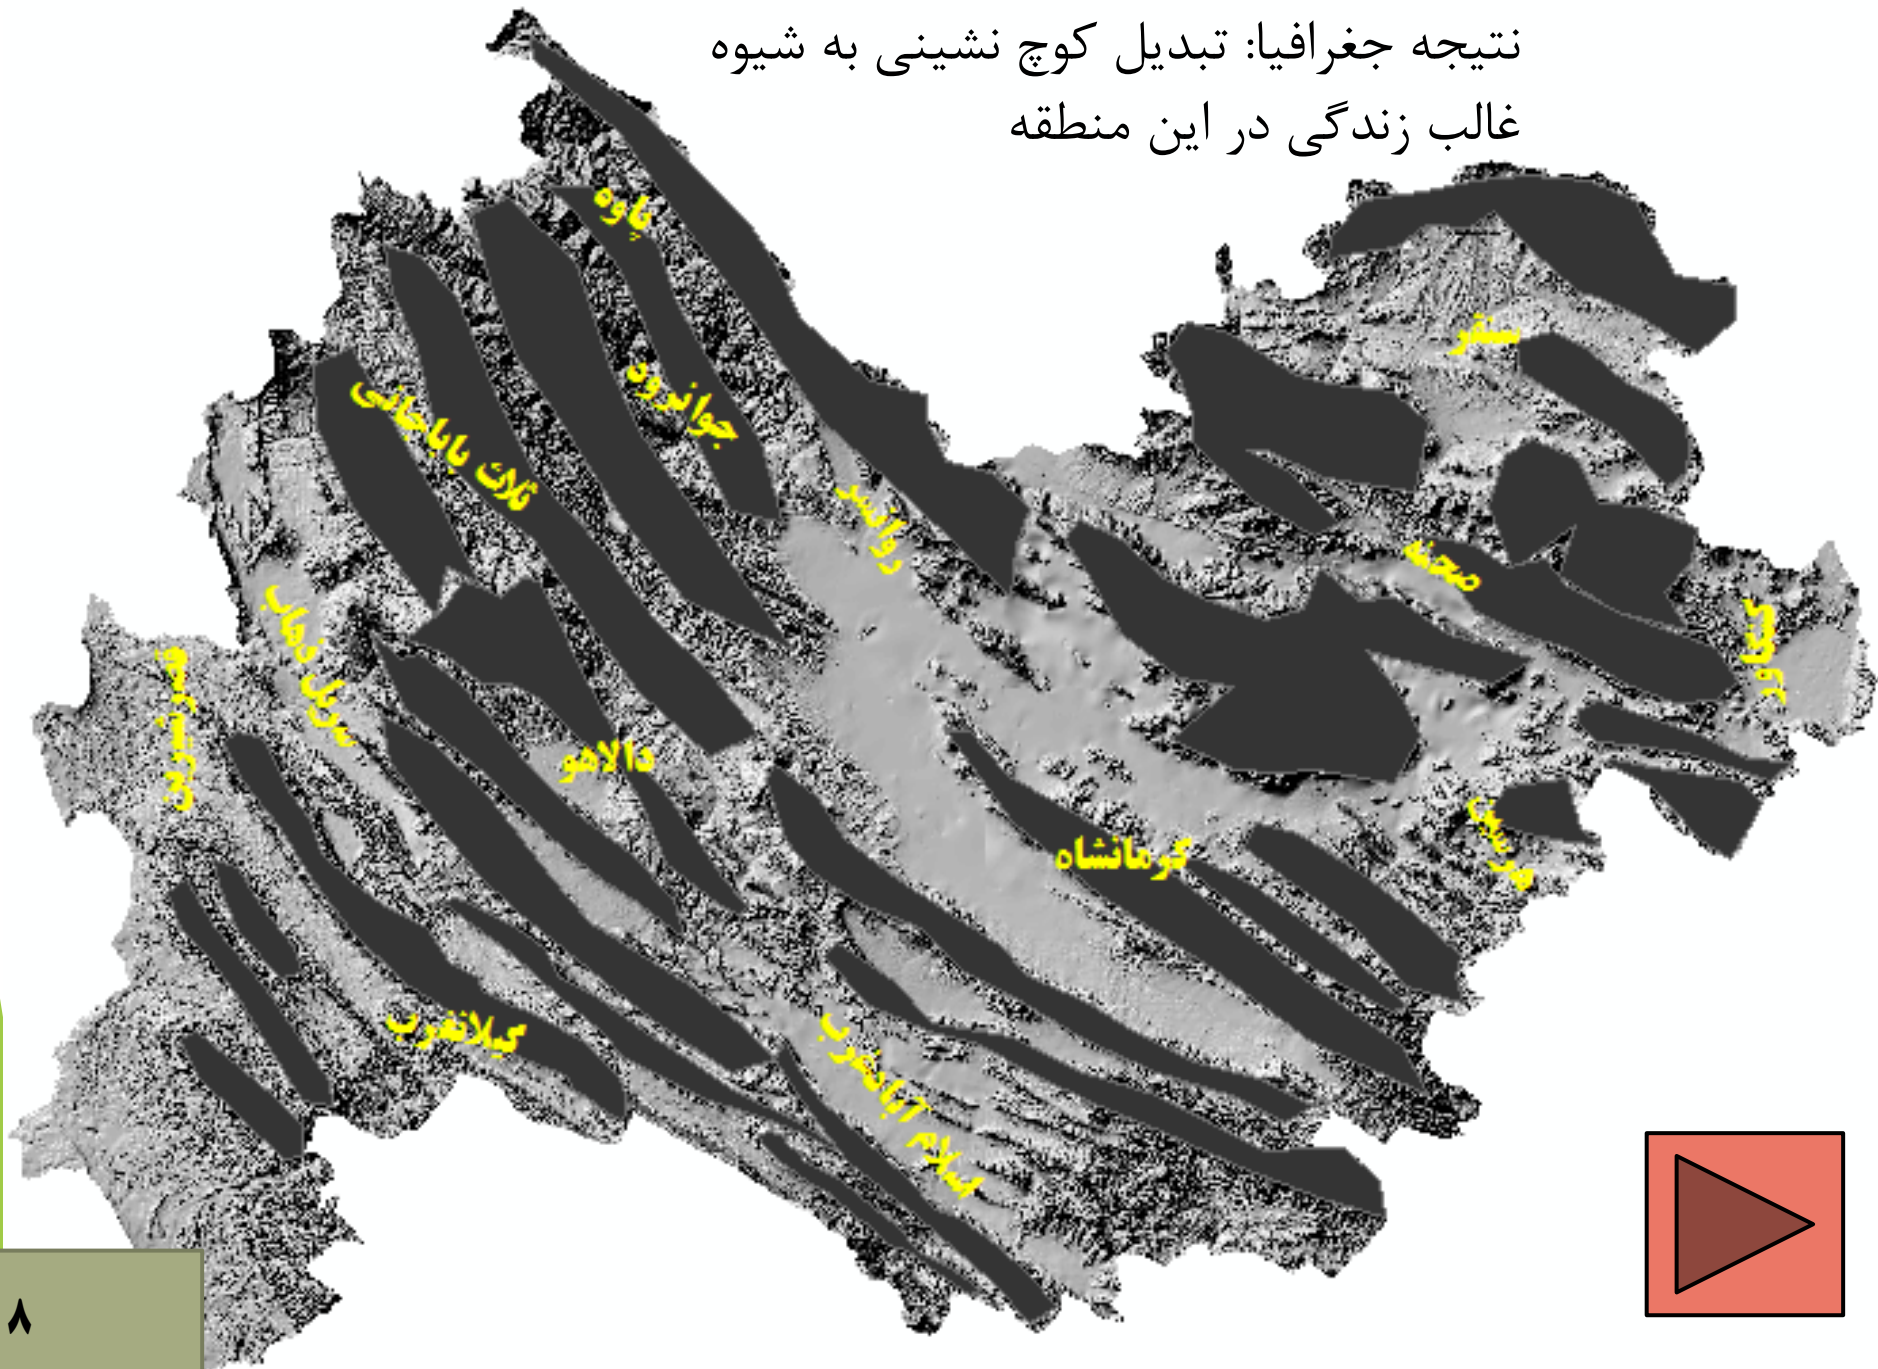 نتیجه جغرافیا: تبدیل کوچ نشینی به شیوه
غالب زندگی در این منطقه
پاوه
سنقر
جوانرود
ثلاث باباجانی
روانسر
صحنه
کنگاور
سرپل ذهاب
قصرشیرین
دالاهو
هرسین
کرمانشاه
گیلانغرب
اسلام آبادغرب
۸